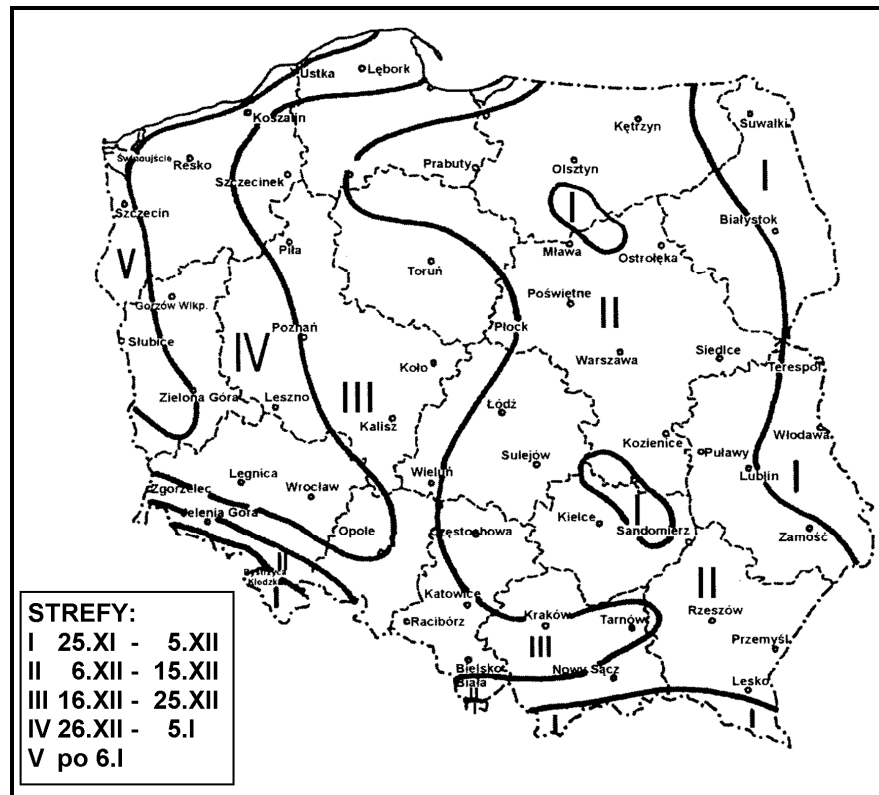 Ustka
Lębork
Koszalin
Kętrzyn
Suwałki
Świnoujście
Resko
Prabuty
Olsztyn
I
Szczecinek
I
Szczecin
Białystok
V
Piła
Mława
Ostrołęka
Toruń
Gorzów Wlkp.
Poświętne
II
Poznań
Płock
Słubice
IV
Warszawa
Siedlce
Koło
Terespol
Zielona Góra
Leszno
III
Łódź
Kalisz
Kozienice
Włodawa
Puławy
Sulejów
Lublin
Legnica
Wieluń
I
Zgorzelec
Wrocław
Jelenia Góra
Opole
Kielce
I
Częstochowa
Sandomierz
Zamość
II
Bystrzyca
Kłodzka
I
II
Katowice
Rzeszów
Racibórz
Kraków
Tarnów
III
Przemyśl
Bielsko
Biała
Nowy Sącz
Lesko
II
I
I
STREFY:
I 25.XI - 5.XII
II 6.XII - 15.XII
III 16.XII - 25.XII
IV 26.XII - 5.I
V po 6.I